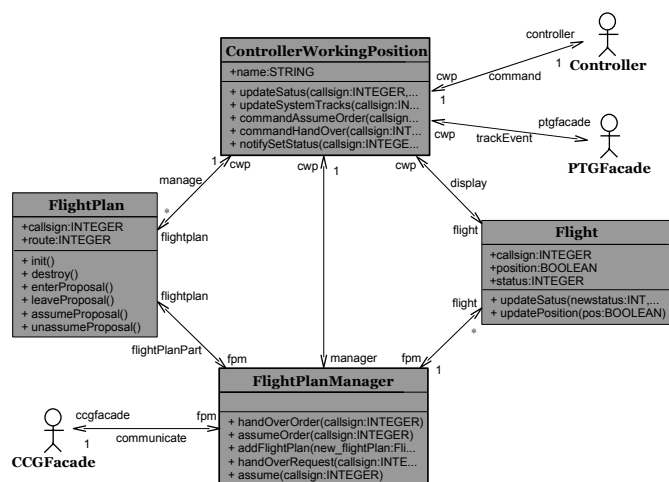 controller
1
Controller
ControllerWorkingPosition
+name:STRING
+ updateSatus(callsign:INTEGER,...
+ updateSystemTracks(callsign:IN...
+ commandAssumeOrder(callsign...
+ commandHandOver(callsign:INT...
+ notifySetStatus(callsign:INTEGE...
cwp
command
1
ptgfacade
cwp
trackEvent
PTGFacade
1
cwp
manage
*
flightplan
cwp
1
manager
cwp
display
flight
FlightPlan
+callsign:INTEGER
+route:INTEGER
+ init()
+ destroy()
+ enterProposal()
+ leaveProposal()
+ assumeProposal()
+ unassumeProposal()
Flight
+callsign:INTEGER
+position:BOOLEAN
+status:INTEGER
+ updateSatus(newstatus:INT,...
+ updatePosition(pos:BOOLEAN)
flightplan
flightPlanPart
fpm
flight
*
fpm
1
FlightPlanManager
+ handOverOrder(callsign:INTEGER)
+ assumeOrder(callsign:INTEGER)
+ addFlightPlan(new_flightPlan:Fli...
+ handOverRequest(callsign:INTE...
+ assume(callsign:INTEGER)
ccgfacade
fpm
1
communicate
CCGFacade